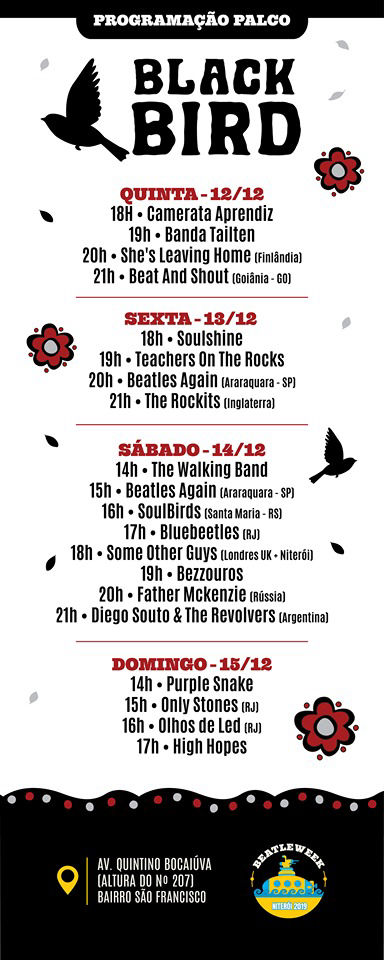 PROGRAMAÇÃO PALCO
BLACK
BIRD
QUINTA - 12/12
18H • Camerata Aprendiz
19h • Banda Tailten
20h • She's Leaving Home (Finlândia)
21h • Beat And Shout (Goiânia - GO)
SEXTA - 13/12
18h • Soulshine
19h • Teachers On The Rocks
20h • Beatles Again (Araraquara - SP)
21h • The Rockits (Inglaterra)
SÁBADO - 14/12
14h • The Walking Band
15h • Beatles Again (Araraquara - SP)
16h • SoulBirds (Santa Maria - RS)
17h • Bluebeetles (RJ)
18h • Some Other Guys (Londres UK + Niterói)
19h • Bezzouros
20h • Father Mckenzie (Rússia)
21h • Diego Souto & The Revolvers (Argentina)
DOMINGO - 15/12
14h • Purple Snake
15h • Only Stones (RJ)
16h • Olhos de Led (RJ)
17h • High Hopes
AV. QUINTINO BOCAIÚVA
(ALTURA DO Nº 207)
BAIRRO SÃO FRANCISCO
BEATLEWEEK
NITERÓI 2019